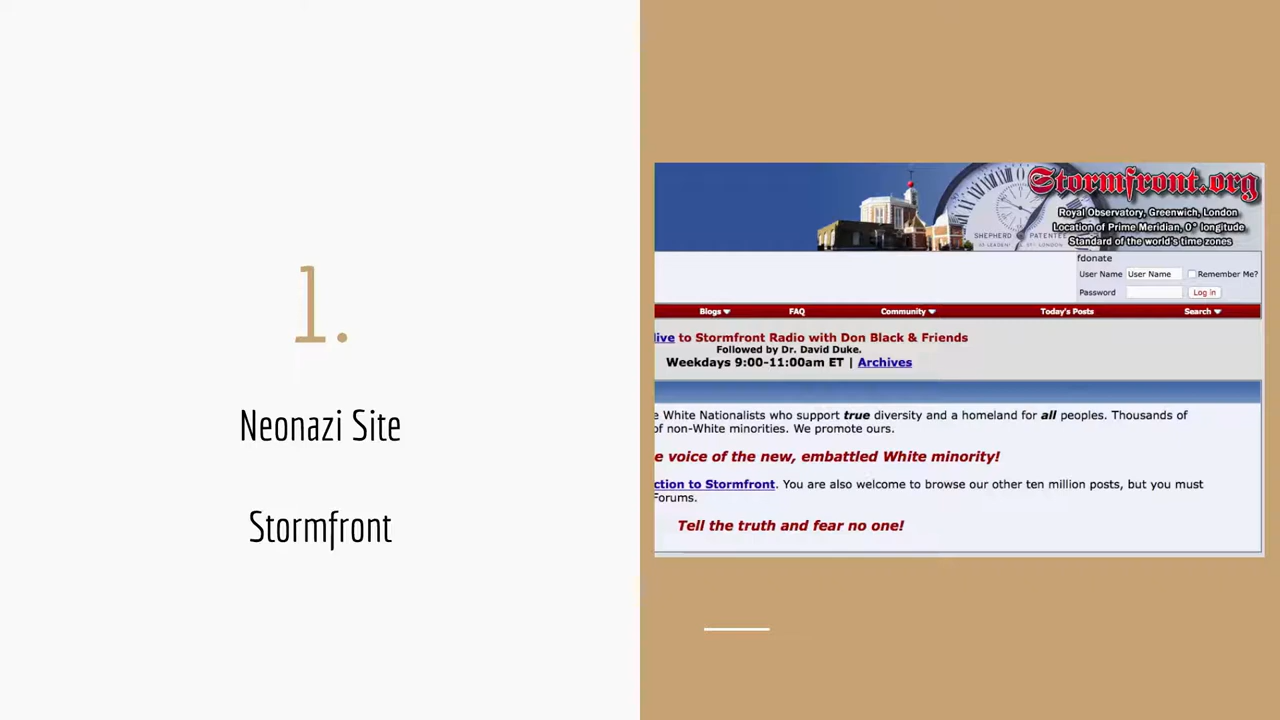 1.
Neonazi Site
Stormfront
Stormfront.org
Royal Observatory, Greenwich, London
Location of Prime Meridian, 0° longitude
Standard of the world's time zones
SHEPHERD PATENTEE
LONDON
fdonate
User Name User Name Remember Me?
Password Log in
Blogs FAQ Community Today's Posts Search
live to Stormfront Radio with Don Black & Friends
Followed by Dr. David Duke.
Weekdays 9:00-11:00am ET | Archives
e White Nationalists who support true diversity and a homeland for all peoples. Thousands of
of non-White minorities. We promote ours.
e voice of the new, embattled White minority!
ction to Stormfront. You are also welcome to browse our other ten million posts, but you must
Forums.
Tell the truth and fear no one!